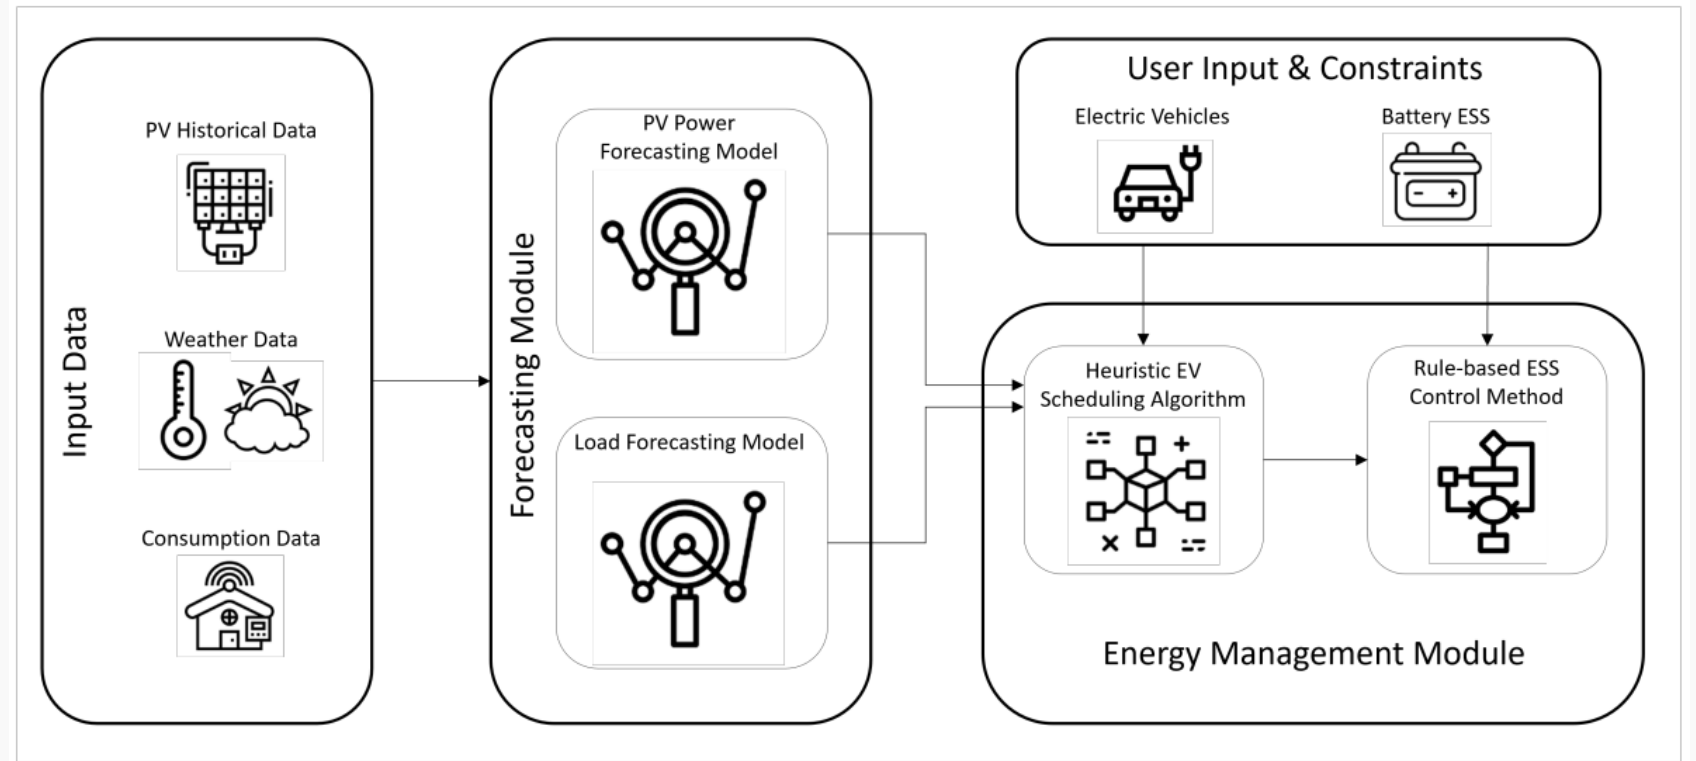 Input Data
PV Historical Data
Weather Data
Consumption Data
Forecasting Module
PV Power
Forecasting Model
Load Forecasting Model
User Input & Constraints
Electric Vehicles
Battery ESS
Heuristic EV
Scheduling Algorithm
Rule-based ESS
Control Method
Energy Management Module